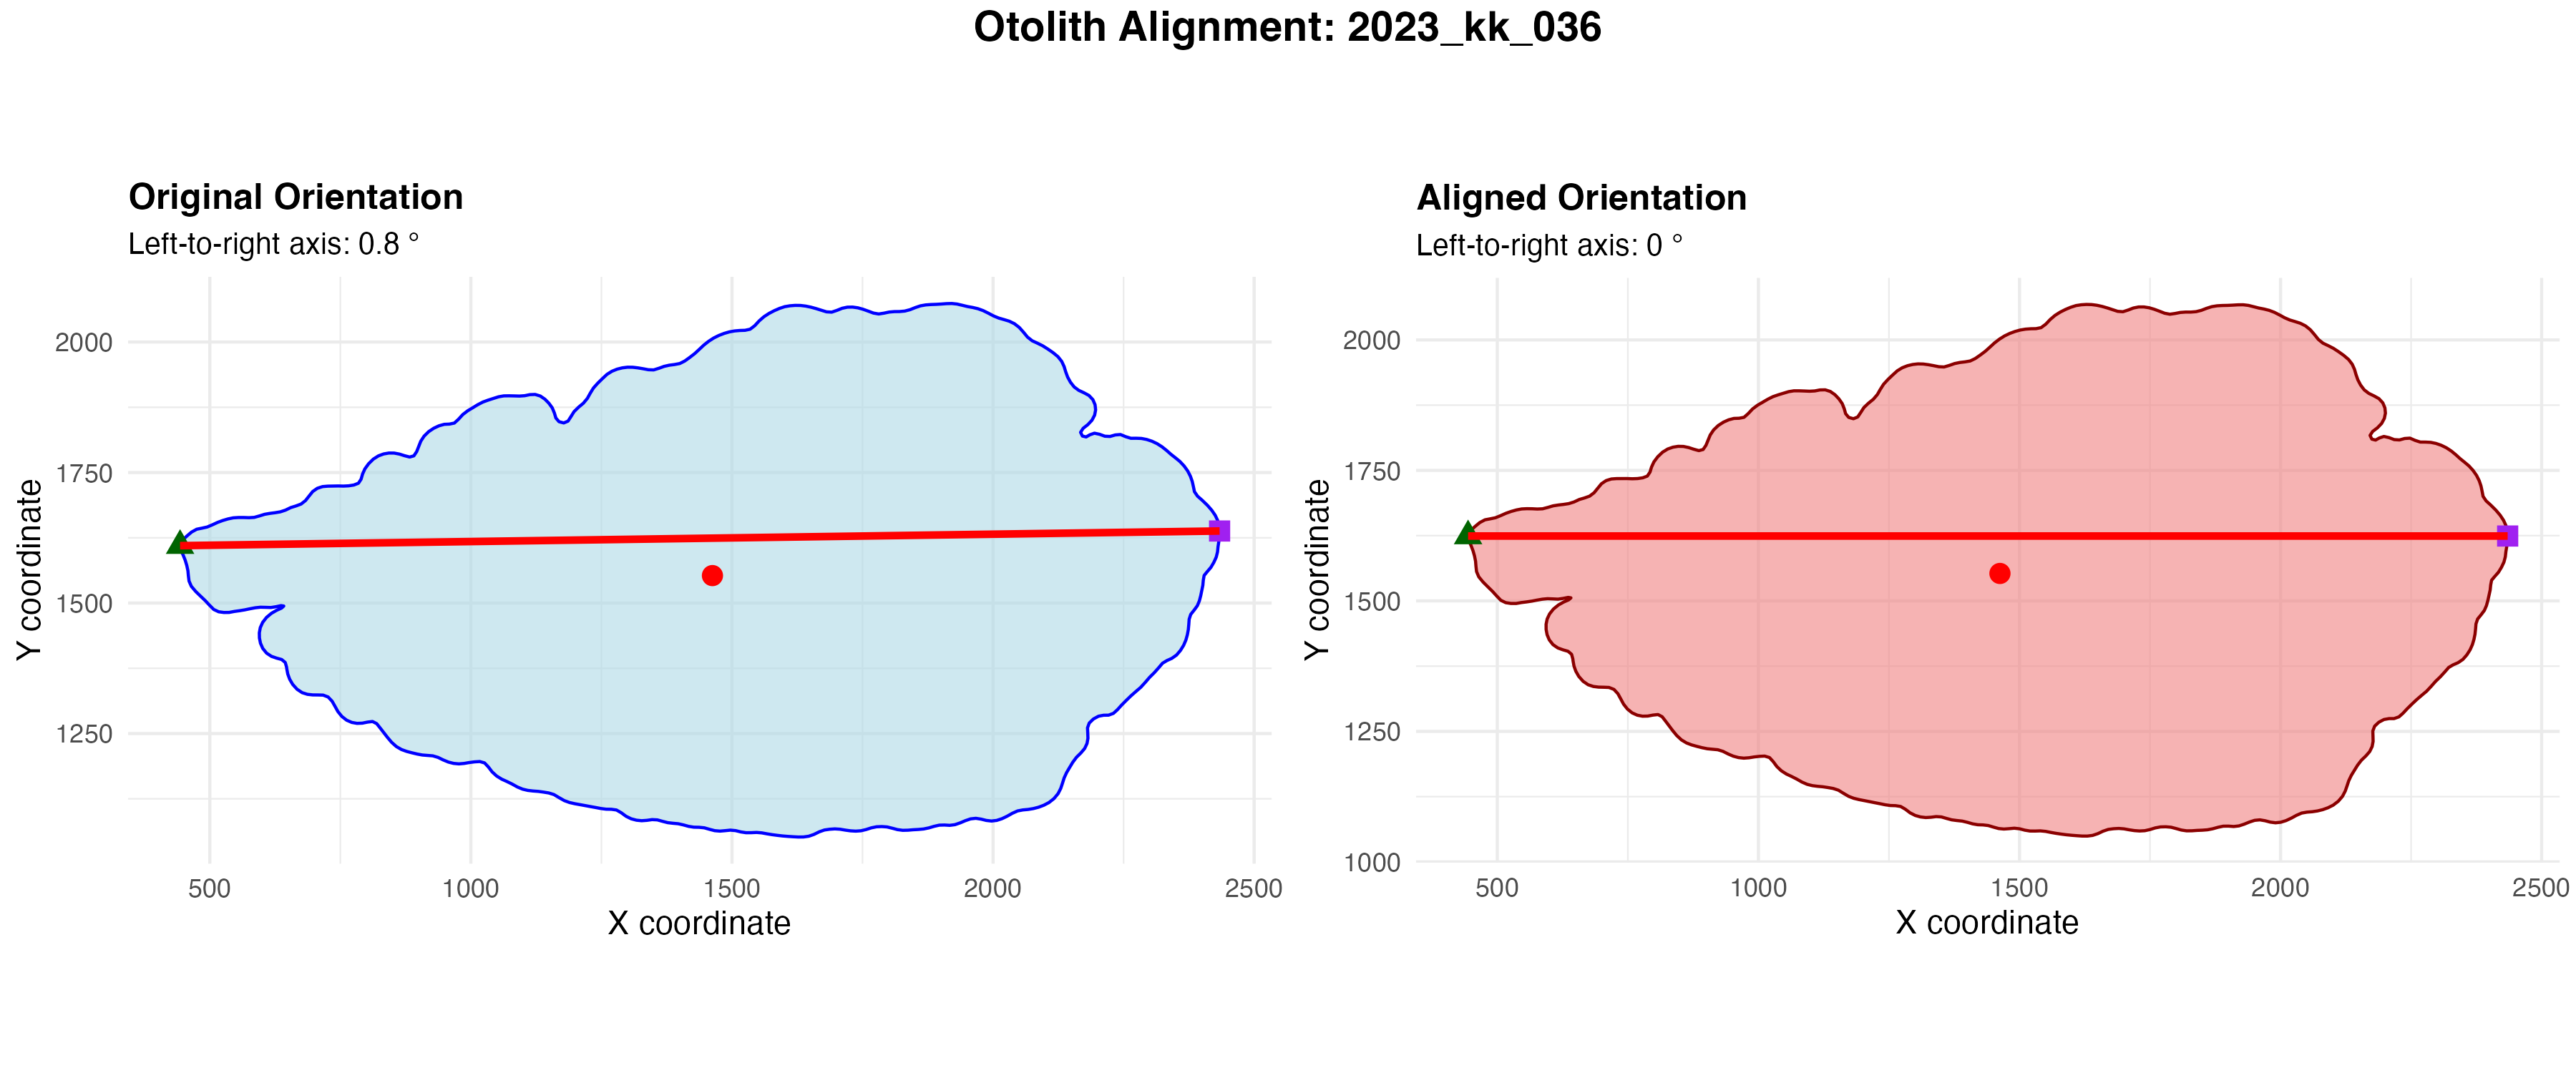 Otolith Alignment: 2023_kk_036
Original Orientation
Left-to-right axis: 0.8 °
2000
1750
1500
1250
Y coordinate
500 1000 1500 2000 2500
X coordinate
Aligned Orientation
Left-to-right axis: 0 °
2000
1750
1500
1250
1000
Y coordinate
500 1000 1500 2000 2500
X coordinate